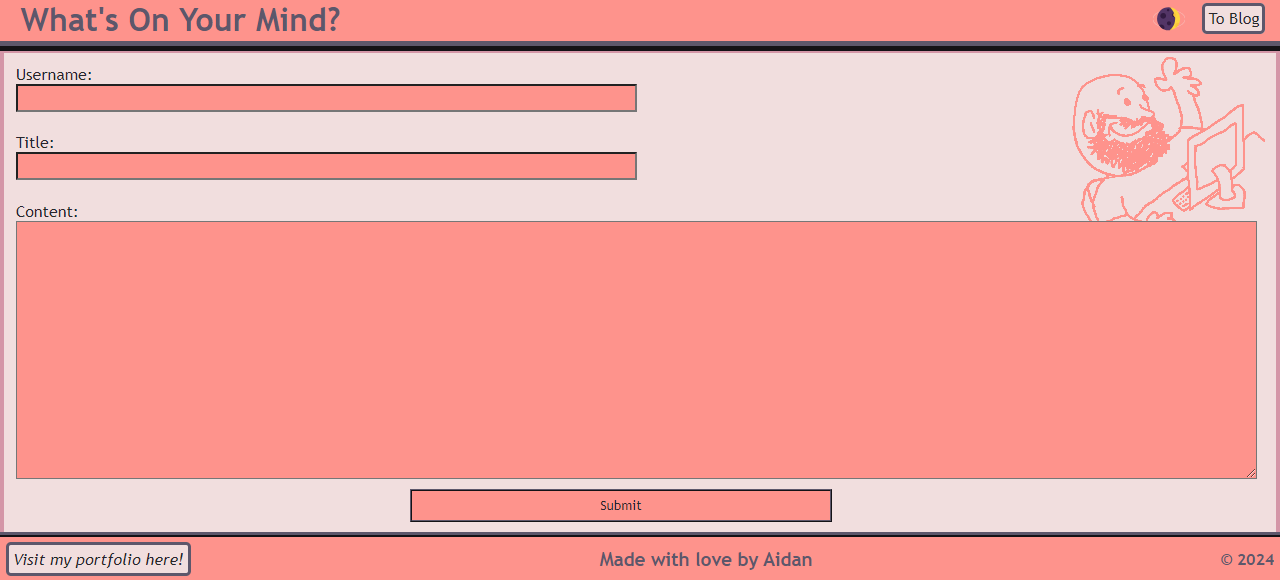 What's On Your Mind?
To Blog
Username:
Title:
Content:
Submit
Visit my portfolio here!
Made with love by Aidan
© 2024